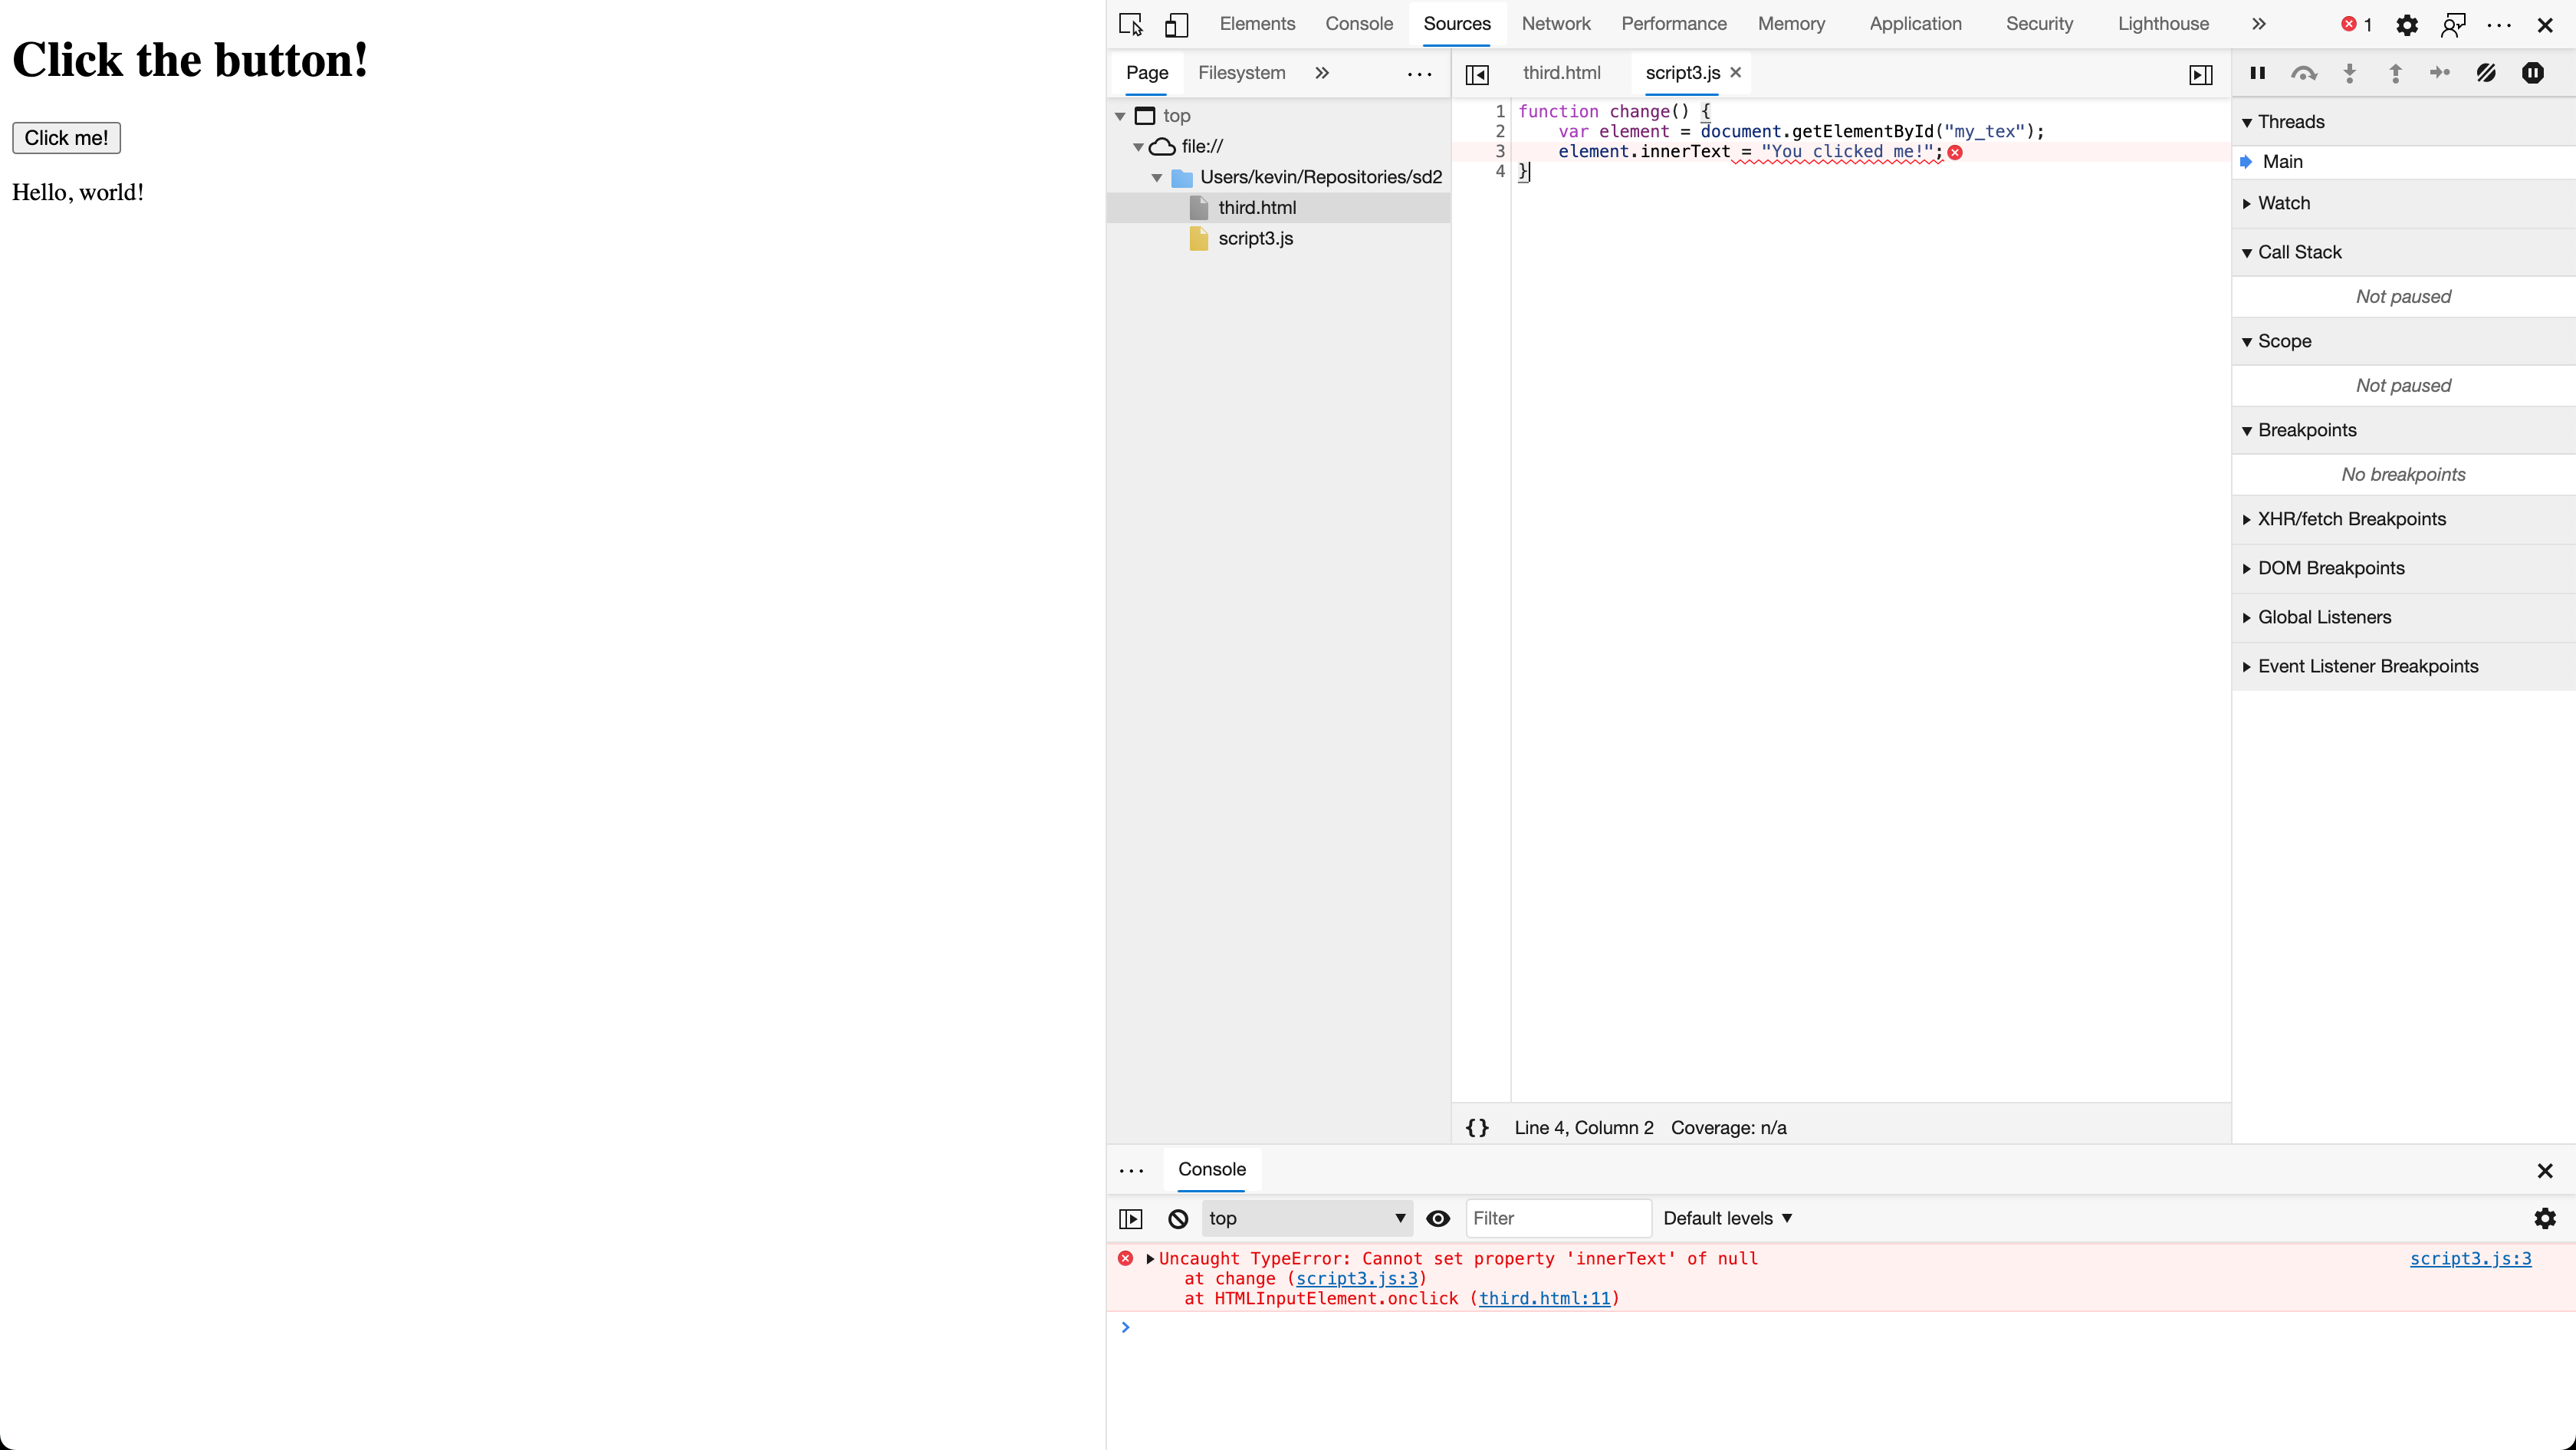 Click the button!
Click me!
Hello, world!
Elements Console Sources Network Performance Memory Application Security Lighthouse 1
Page Filesystem
top
file://
Users/kevin/Repositories/sd2
third.html
script3.js
third.html script3.js
1 function change() {
2 var element = document.getElementById("my_tex");
3 element.innerText = "You clicked me!";
4 }
{} Line 4, Column 2 Coverage: n/a
Threads
Main
Watch
Call Stack
Not paused
Scope
Not paused
Breakpoints
No breakpoints
XHR/fetch Breakpoints
DOM Breakpoints
Global Listeners
Event Listener Breakpoints
Console
top Filter Default levels
Uncaught TypeError: Cannot set property 'innerText' of null script3.js:3
at change (script3.js:3)
at HTMLInputElement.onclick (third.html:11)